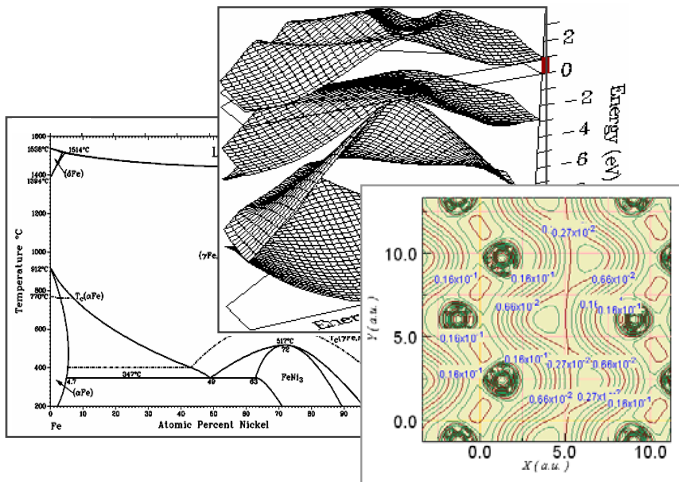 2
0
-2
-4
-6
Energy (eV)
Ener
1600
1538°C
1514°C
L
1400
1394°C
(δFe)
1200
1000
912°C
800
770°C
Tc(αFe)
600
400
200
Temperature °C
(γFe,
517°C
72
347°C
4.7
49
63
FeNi3
(αFe)
Fe
10
20
30
40
50
60
70
80
90
Atomic Percent Nickel
0.27x10-2
10.0
0.16x10-1
0.16x10-1
0.66x10-2
0.66x10-2
0.16x10-1
5.0
0.16x10-1
0.16x10-1
0.27x10-2
0.66x10-2
0.16x10-1
0.66x10-2
0.16x10-1
0.0
Y( a.u. )
0.0
5.0
10.0
X( a.u. )